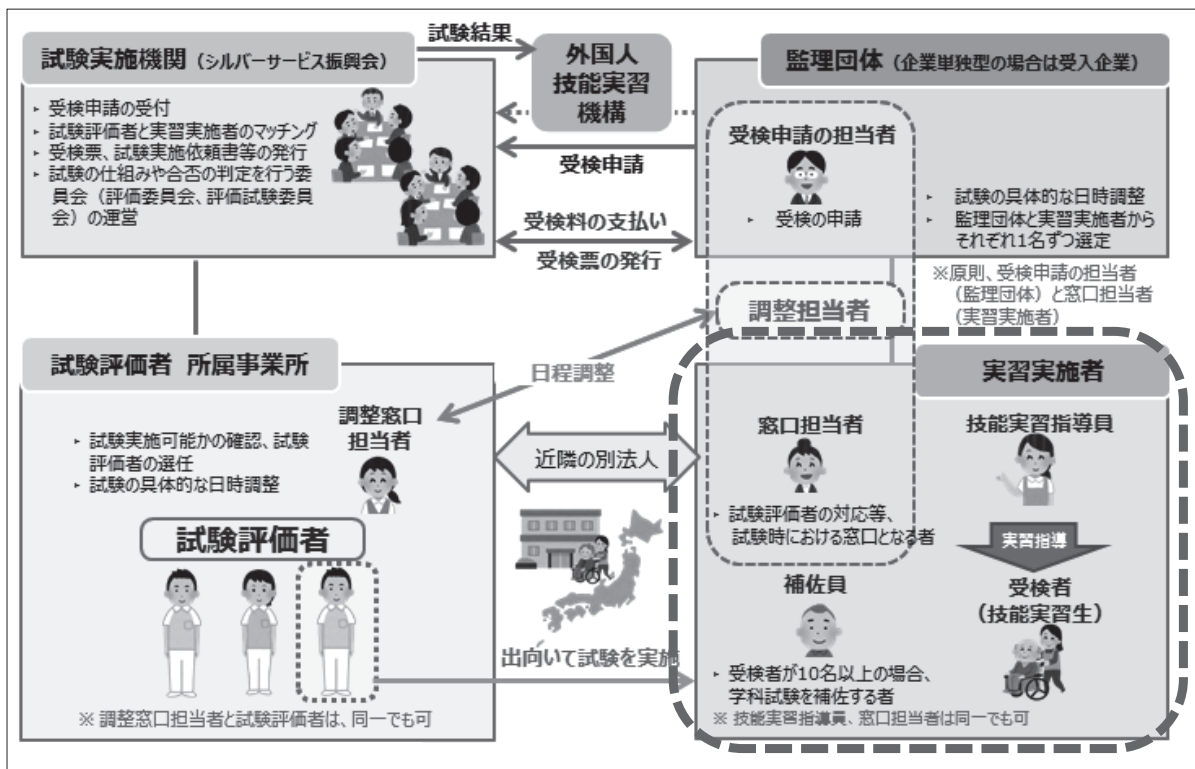 試験実施機関（シルバーサービス振興会）
▸ 受検申請の受付
▸ 試験評価者と実習実施者のマッチング
▸ 受検票、試験実施依頼書等の発行
▸ 試験の仕組みや合否の判定を行う委
員会（評価委員会、評価試験委員
会）の運営
試験結果
外国人
技能実習
機構
受検申請
受検料の支払い
受検票の発行
監理団体（企業単独型の場合は受入企業）
受検申請の担当者
▸ 受検の申請
▸ 試験の具体的な日時調整
▸ 監理団体と実習実施者から
それぞれ1名ずつ選定
※原則、受検申請の担当者
（監理団体）と窓口担当者
（実習実施者）
調整担当者
日程調整
試験評価者 所属事業所
調整窓口
担当者
▸ 試験実施可能かの確認、試験
評価者の選任
▸ 試験の具体的な日時調整
試験評価者
※ 調整窓口担当者と試験評価者は、同一でも可
近隣の別法人
出向いて試験を実施
実習実施者
窓口担当者
▸ 試験評価者の対応等、
試験時における窓口となる者
技能実習指導員
実習指導
受検者
（技能実習生）
補佐員
▸ 受検者が10名以上の場合、
学科試験を補佐する者
※ 技能実習指導員、窓口担当者は同一でも可